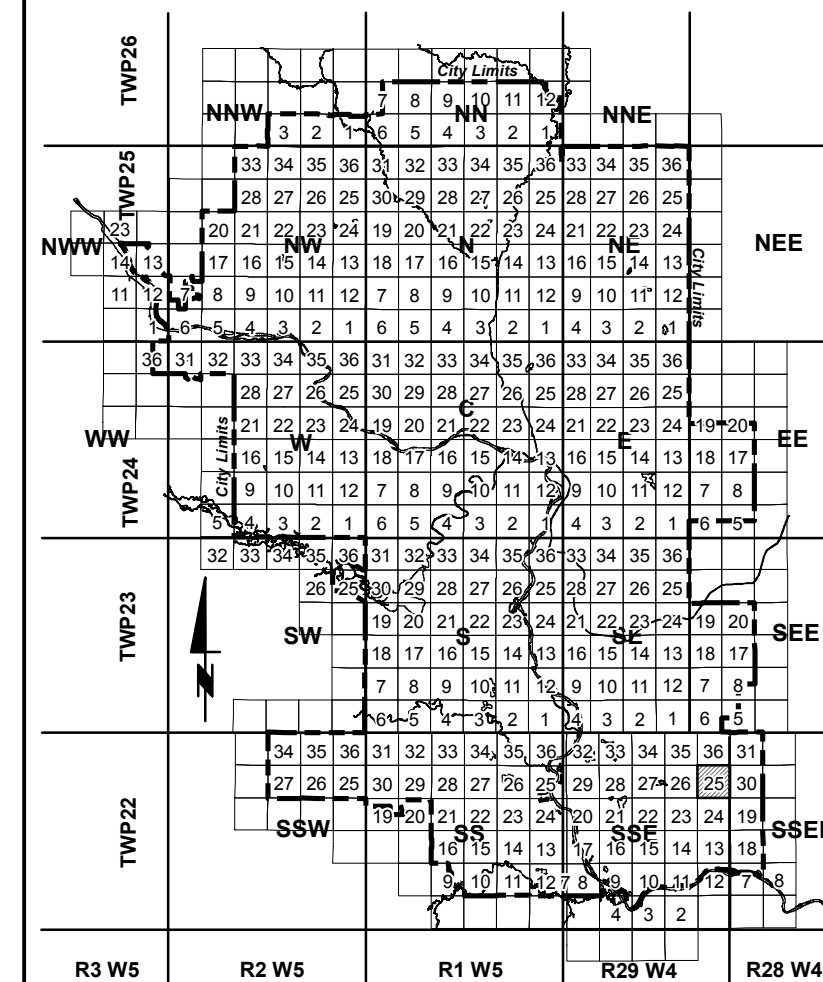 TWP26
City Limits
7 8 9 10 11 12
NNW NN NNE
3 2 1 6 5 4 3 2 1
TWP25
33 34 35 36 31 32 33 34 35 36 33 34 35 36
28 27 26 25 30 29 28 27 26 25 28 27 26 25
23 20 21 22 23 24 19 20 21 22 23 24 21 22 23 24
NWW NW N NE NEE
14 13 17 16 15 14 13 18 17 16 15 14 13 16 15 14 13
City Limits
11 12 7 8 9 10 11 12 7 8 9 10 11 12 9 10 11 12
1 6 5 4 3 2 1 6 5 4 3 2 1 4 3 2 1
36 31 32 33 34 35 36 31 32 33 34 35 36 33 34 35 36
28 27 26 25 30 29 28 27 26 25 28 27 26 25
C
21 22 23 24 19 20 21 22 23 24 21 22 23 24 19 20
WW W E EE
City Limits
16 15 14 13 18 17 16 15 14 13 16 15 14 13 18 17
TWP24
9 10 11 12 7 8 9 10 11 12 9 10 11 12 7 8
5 4 3 2 1 6 5 4 3 2 1 4 3 2 1 6 5
32 33 34 35 36 31 32 33 34 35 36 33 34 35 36
26 25 30 29 28 27 26 25 28 27 26 25
TWP23
19 20 21 22 23 24 21 22 23 24 19 20
SW S SE SEE
18 17 16 15 14 13 16 15 14 13 18 17
7 8 9 10 11 12 9 10 11 12 7 8
6 5 4 3 2 1 4 3 2 1 6 5
34 35 36 31 32 33 34 35 36 32 33 34 35 36 31
27 26 25 30 29 28 27 26 25 29 28 27 26 25 30
TWP22
19 20 21 22 23 24 20 21 22 23 24 19
SSW SS SSE SSEE
16 15 14 13 17 16 15 14 13 18
9 10 11 12 7 8 9 10 11 12 7 8
4 3 2
R3 W5 R2 W5 R1 W5 R29 W4 R28 W4